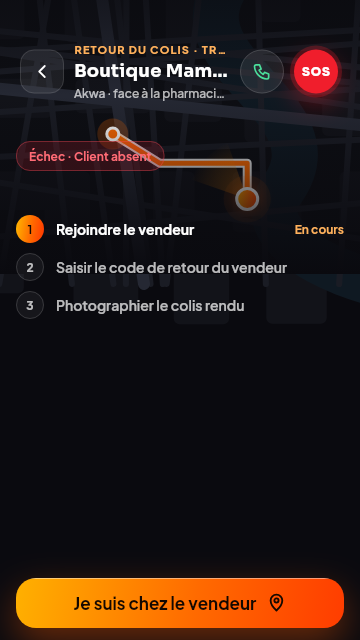 RETOUR DU COLIS · TR…
Boutique Mam…
Akwa · face à la pharmaci…
SOS
Échec · Client absent
1 Rejoindre le vendeur En cours
2 Saisir le code de retour du vendeur
3 Photographier le colis rendu
Je suis chez le vendeur